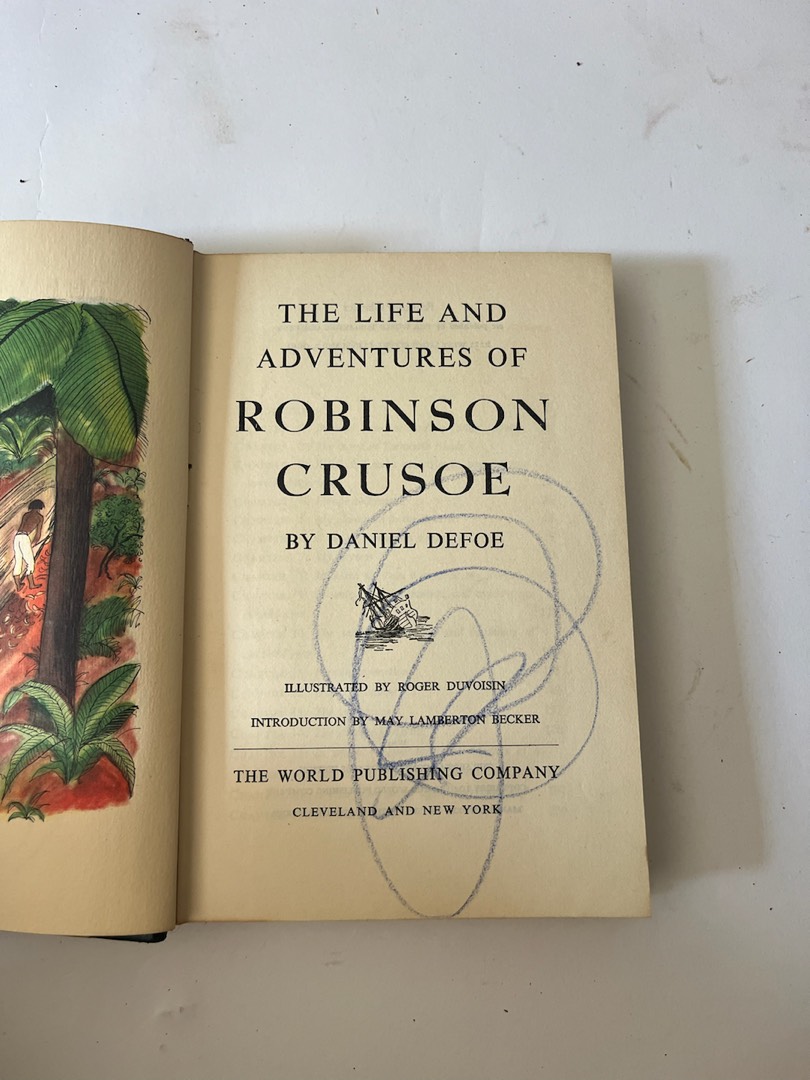 THE LIFE AND
ADVENTURES OF
ROBINSON
CRUSOE
BY DANIEL DEFOE
ILLUSTRATED BY ROGER DUVOISIN
INTRODUCTION BY MAY LAMBERTON BECKER
THE WORLD PUBLISHING COMPANY
CLEVELAND AND NEW YORK